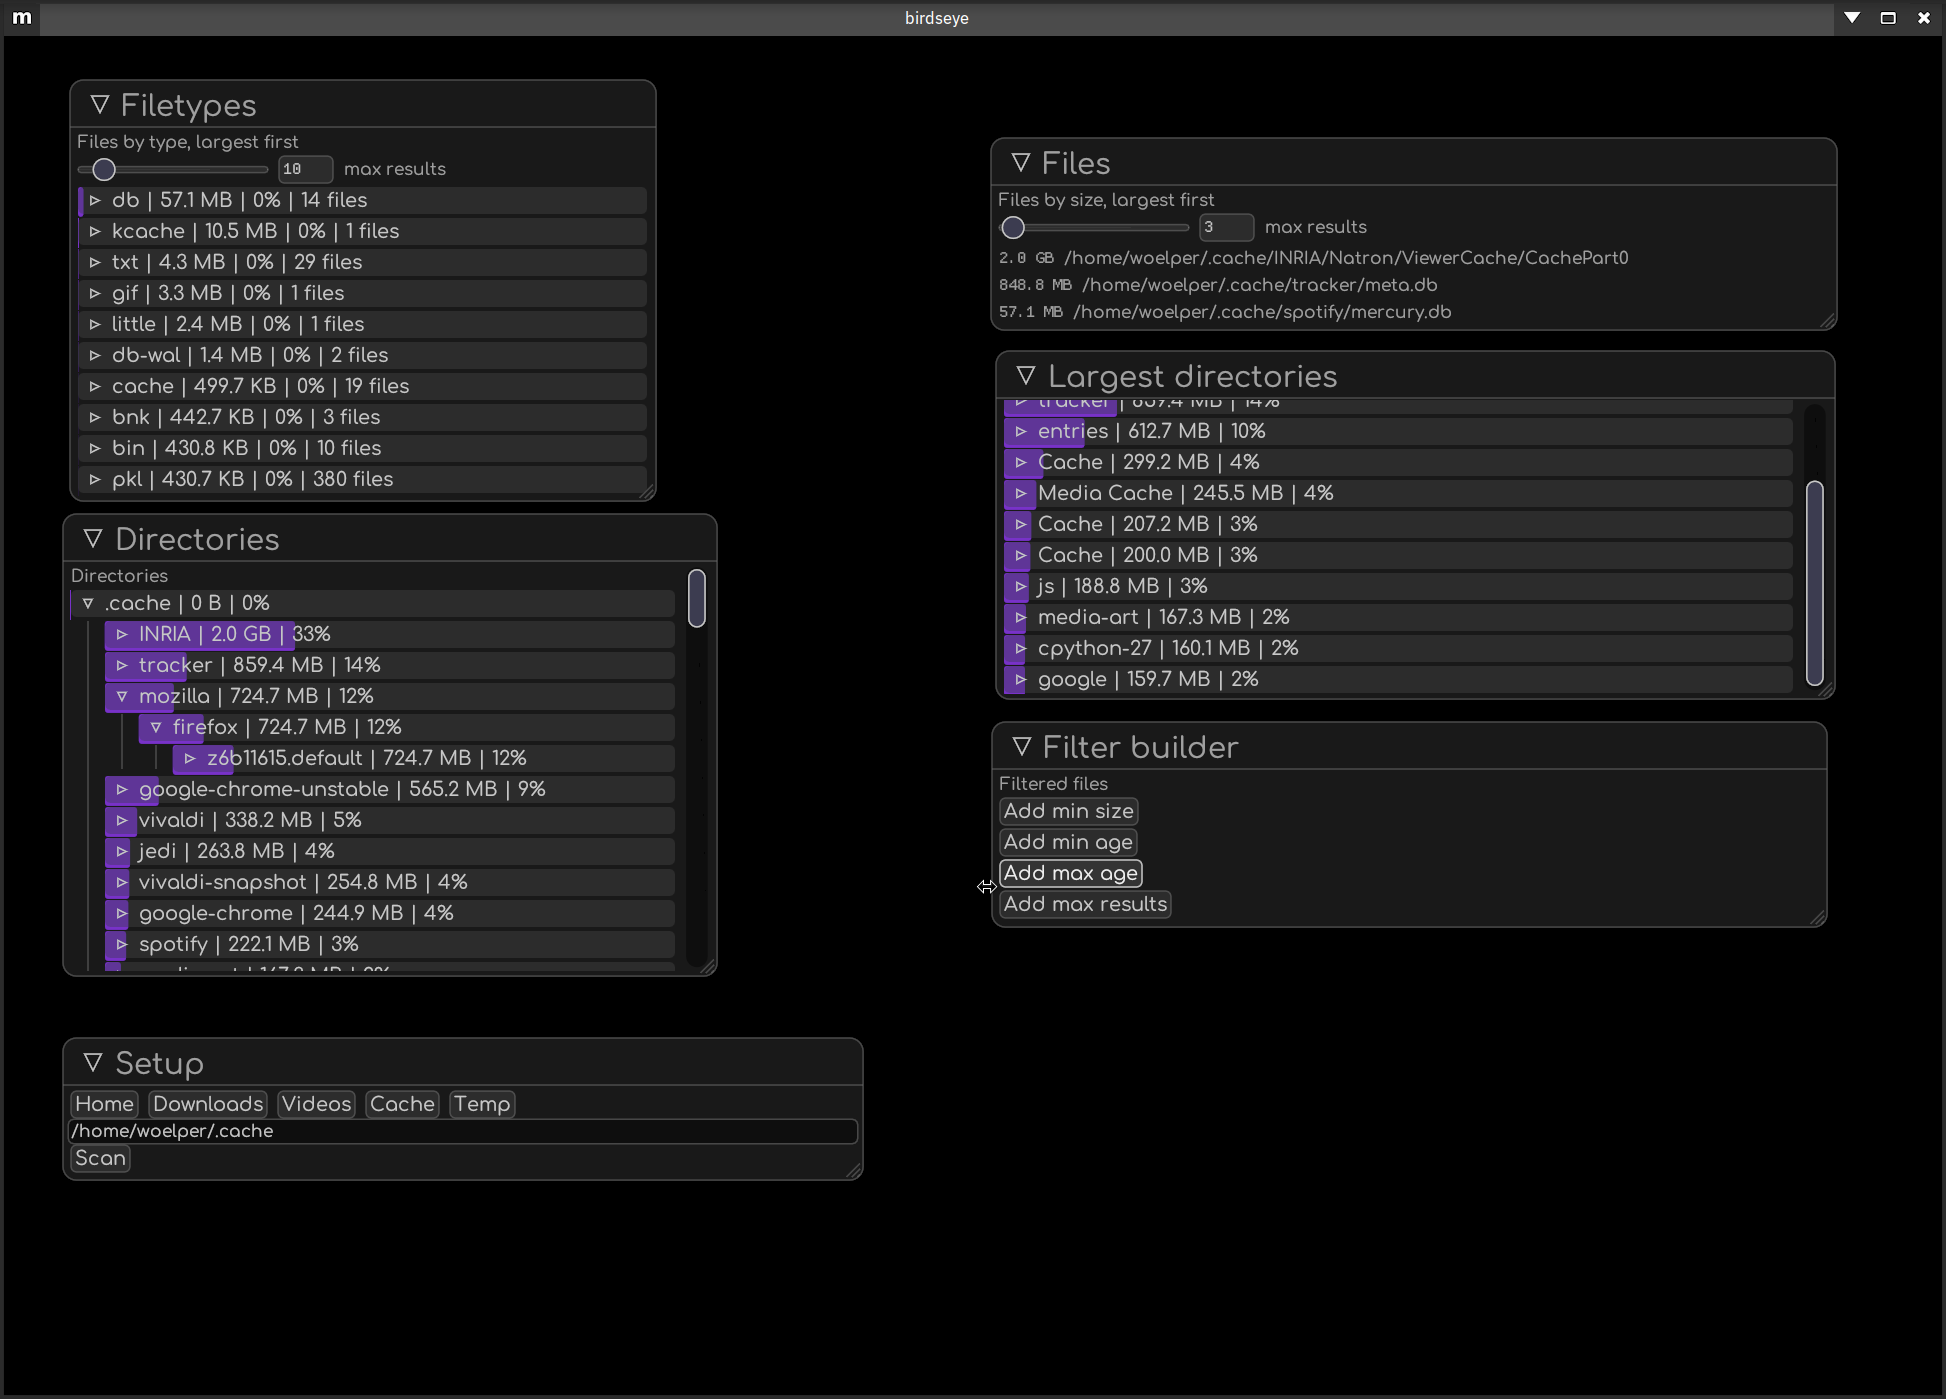 m
birdseye
Filetypes
Files by type, largest first
10 max results
db | 57.1 MB | 0% | 14 files
kcache | 10.5 MB | 0% | 1 files
txt | 4.3 MB | 0% | 29 files
gif | 3.3 MB | 0% | 1 files
little | 2.4 MB | 0% | 1 files
db-wal | 1.4 MB | 0% | 2 files
cache | 499.7 KB | 0% | 19 files
bnk | 442.7 KB | 0% | 3 files
bin | 430.8 KB | 0% | 10 files
pkl | 430.7 KB | 0% | 380 files
Directories
Directories
.cache | 0 B | 0%
INRIA | 2.0 GB | 33%
tracker | 859.4 MB | 14%
mozilla | 724.7 MB | 12%
firefox | 724.7 MB | 12%
z6b11615.default | 724.7 MB | 12%
google-chrome-unstable | 565.2 MB | 9%
vivaldi | 338.2 MB | 5%
jedi | 263.8 MB | 4%
vivaldi-snapshot | 254.8 MB | 4%
google-chrome | 244.9 MB | 4%
spotify | 222.1 MB | 3%
Setup
Home Downloads Videos Cache Temp
/home/woelper/.cache
Scan
Files
Files by size, largest first
3 max results
2.0 GB /home/woelper/.cache/INRIA/Natron/ViewerCache/CachePart0
848.8 MB /home/woelper/.cache/tracker/meta.db
57.1 MB /home/woelper/.cache/spotify/mercury.db
Largest directories
tracker | 859.4 MB | 14%
entries | 612.7 MB | 10%
Cache | 299.2 MB | 4%
Media Cache | 245.5 MB | 4%
Cache | 207.2 MB | 3%
Cache | 200.0 MB | 3%
js | 188.8 MB | 3%
media-art | 167.3 MB | 2%
cpython-27 | 160.1 MB | 2%
google | 159.7 MB | 2%
Filter builder
Filtered files
Add min size
Add min age
Add max age
Add max results